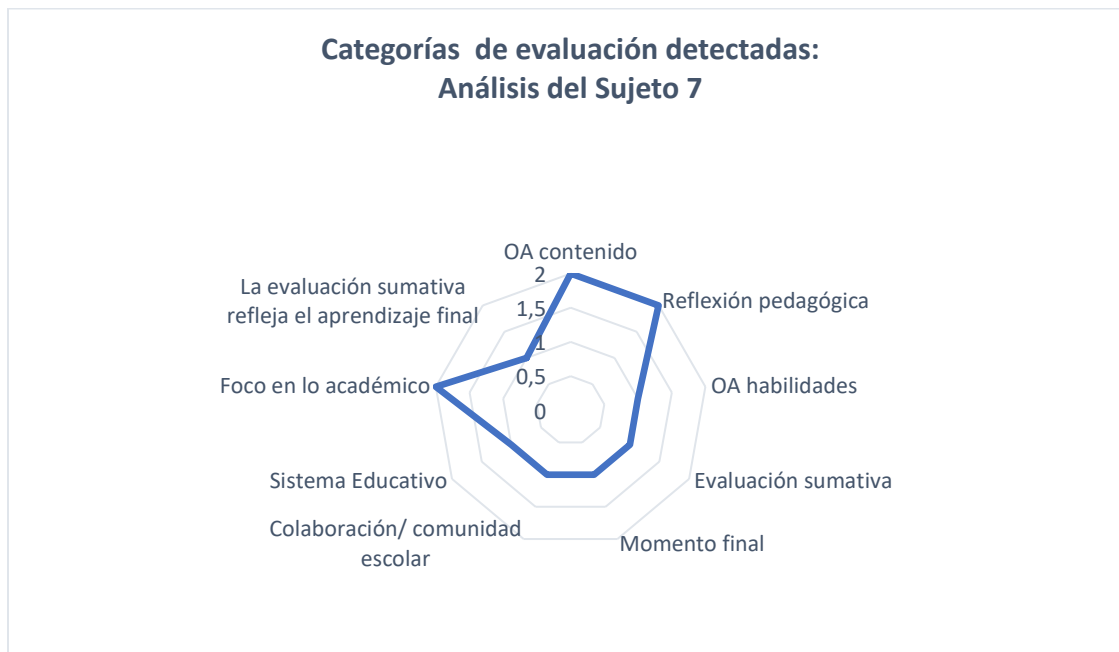 Categorías de evaluación detectadas:
Análisis del Sujeto 7
OA contenido
2
1,5
1
0,5
0
Reflexión pedagógica
OA habilidades
Evaluación sumativa
Momento final
Colaboración/ comunidad
escolar
Sistema Educativo
Foco en lo académico
La evaluación sumativa
refleja el aprendizaje final